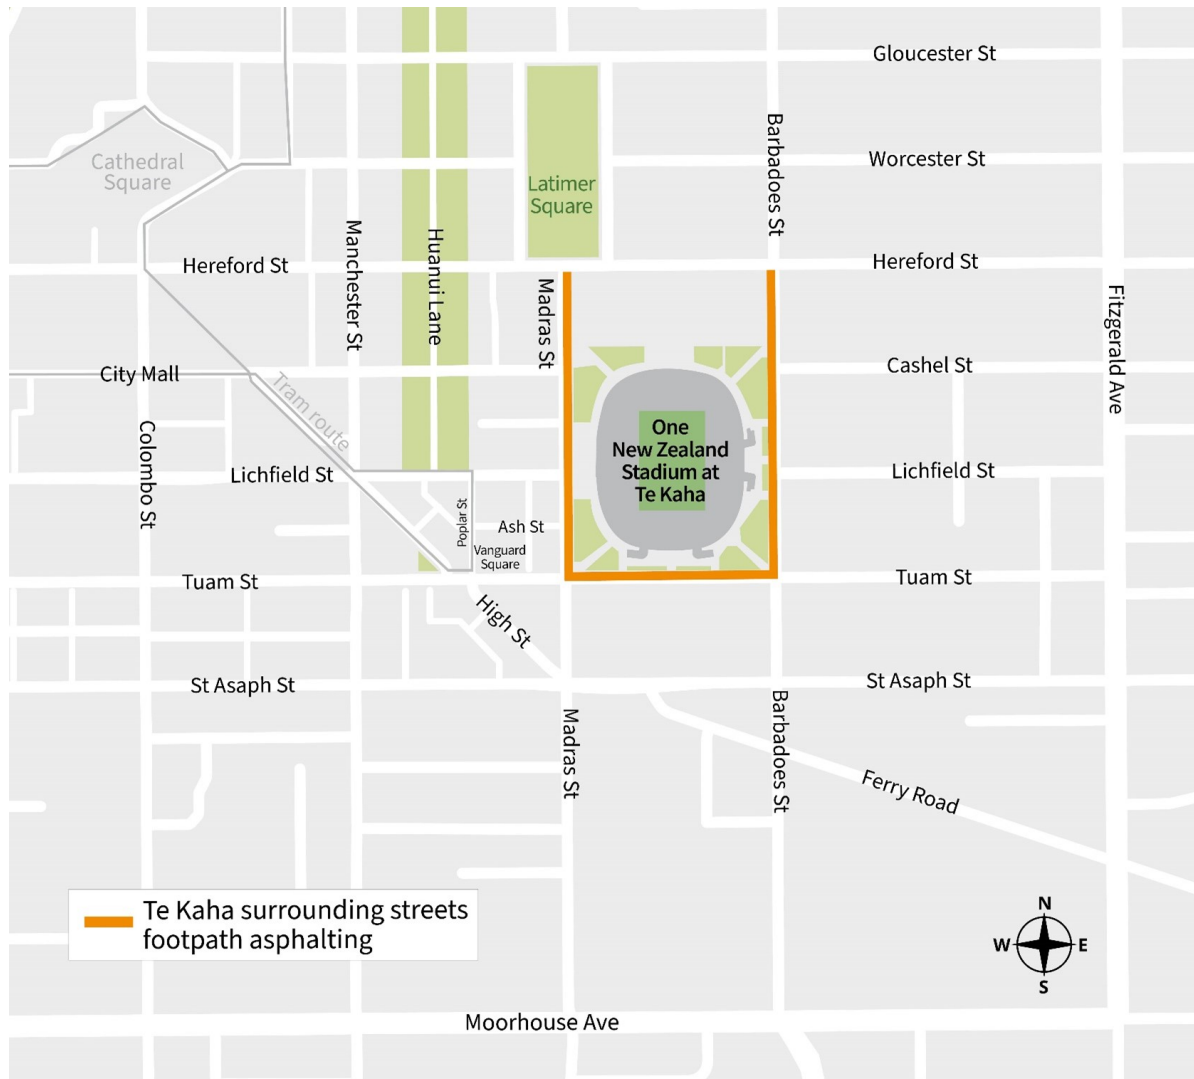 Gloucester St
Barbadoes St
Worcester St
Cathedral
Square
Latimer
Square
Manchester St
Huanui Lane
Hereford St
Hereford St
Madras St
Fitzgerald Ave
City Mall
Cashel St
Tram route
Colombo St
One
New Zealand
Stadium at
Te Kaha
Lichfield St
Lichfield St
Poplar St
Ash St
Vanguard
Square
Tuam St
Tuam St
High St
St Asaph St
St Asaph St
Madras St
Barbadoes St
Ferry Road
Te Kaha surrounding streets
footpath asphalting
N
W
E
S
Moorhouse Ave